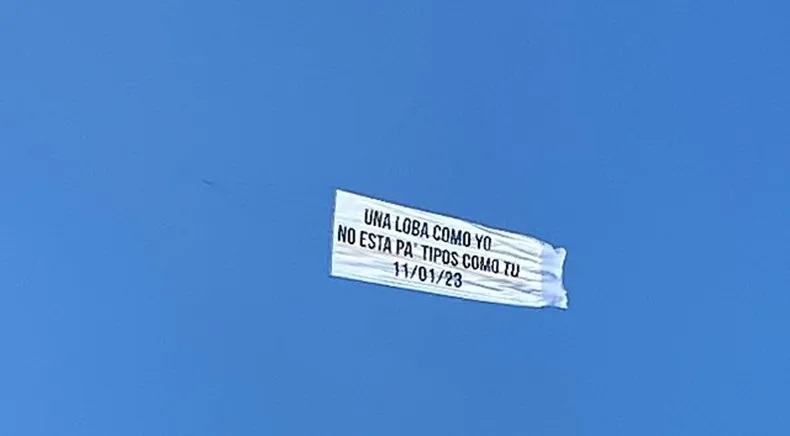 UNA LOBA COMO YO
NO ESTA PA' TIPOS COMO TU
11/01/23